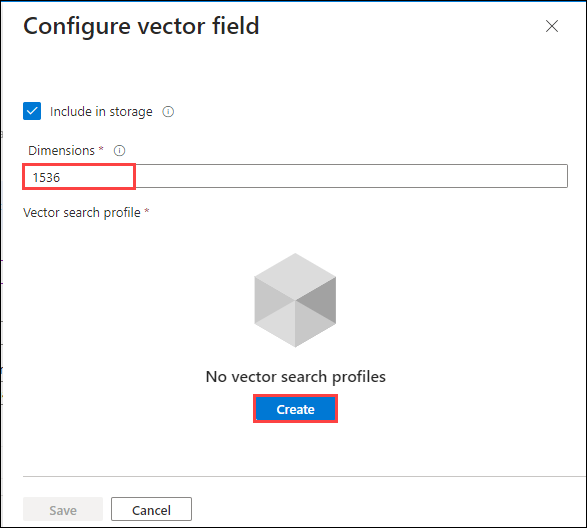 Configure vector field
Include in storage
Dimensions *
1536
Vector search profile *
No vector search profiles
Create
Save
Cancel